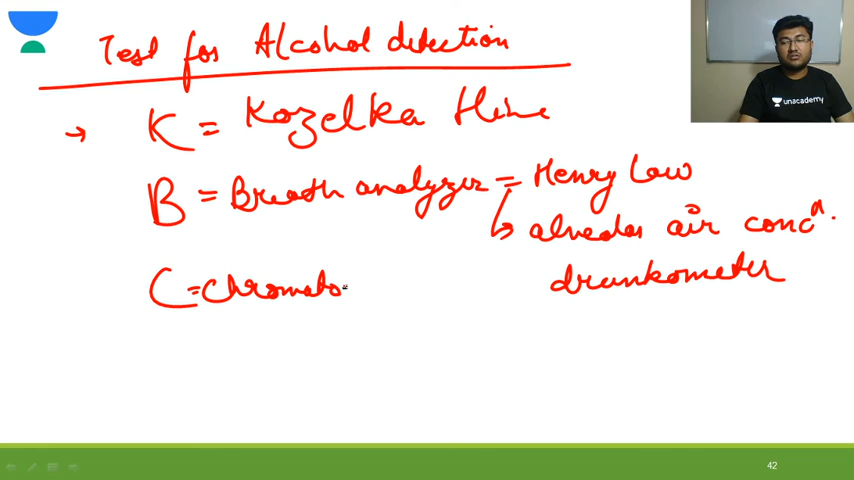 Test for Alcohol detection
→ K = Kozelka Hine
B = Breath analyzer = Henry Law
↳ alveolar air concⁿ.
drunkometer
C = chromato
unacademy
42